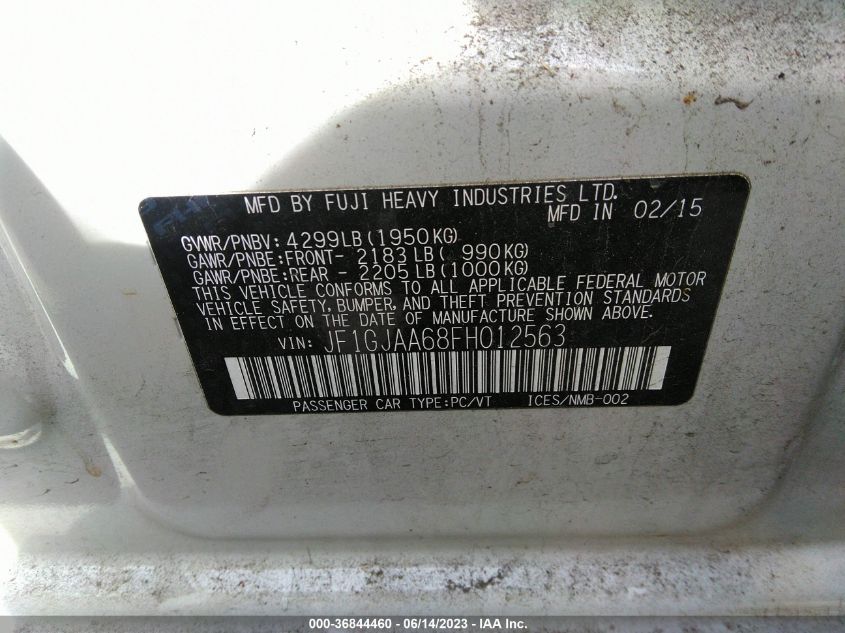 MFD BY FUJI HEAVY INDUSTRIES LTD.
MFD IN 02/15
GVWR/PNBV: 4299LB(1950KG)
GAWR/PNBE:FRONT- 2183LB( 990KG)
GAWR/PNBE:REAR - 2205LB(1000KG)
THIS VEHICLE CONFORMS TO ALL APPLICABLE FEDERAL MOTOR
VEHICLE SAFETY, BUMPER, AND THEFT PREVENTION STANDARDS
IN EFFECT ON THE DATE OF MANUFACTURE SHOWN ABOVE.
VIN: JF1GJAA68FH012563
PASSENGER CAR TYPE:PC/VT ICES/NMB-002
000-36844460 - 06/14/2023 - IAA Inc.